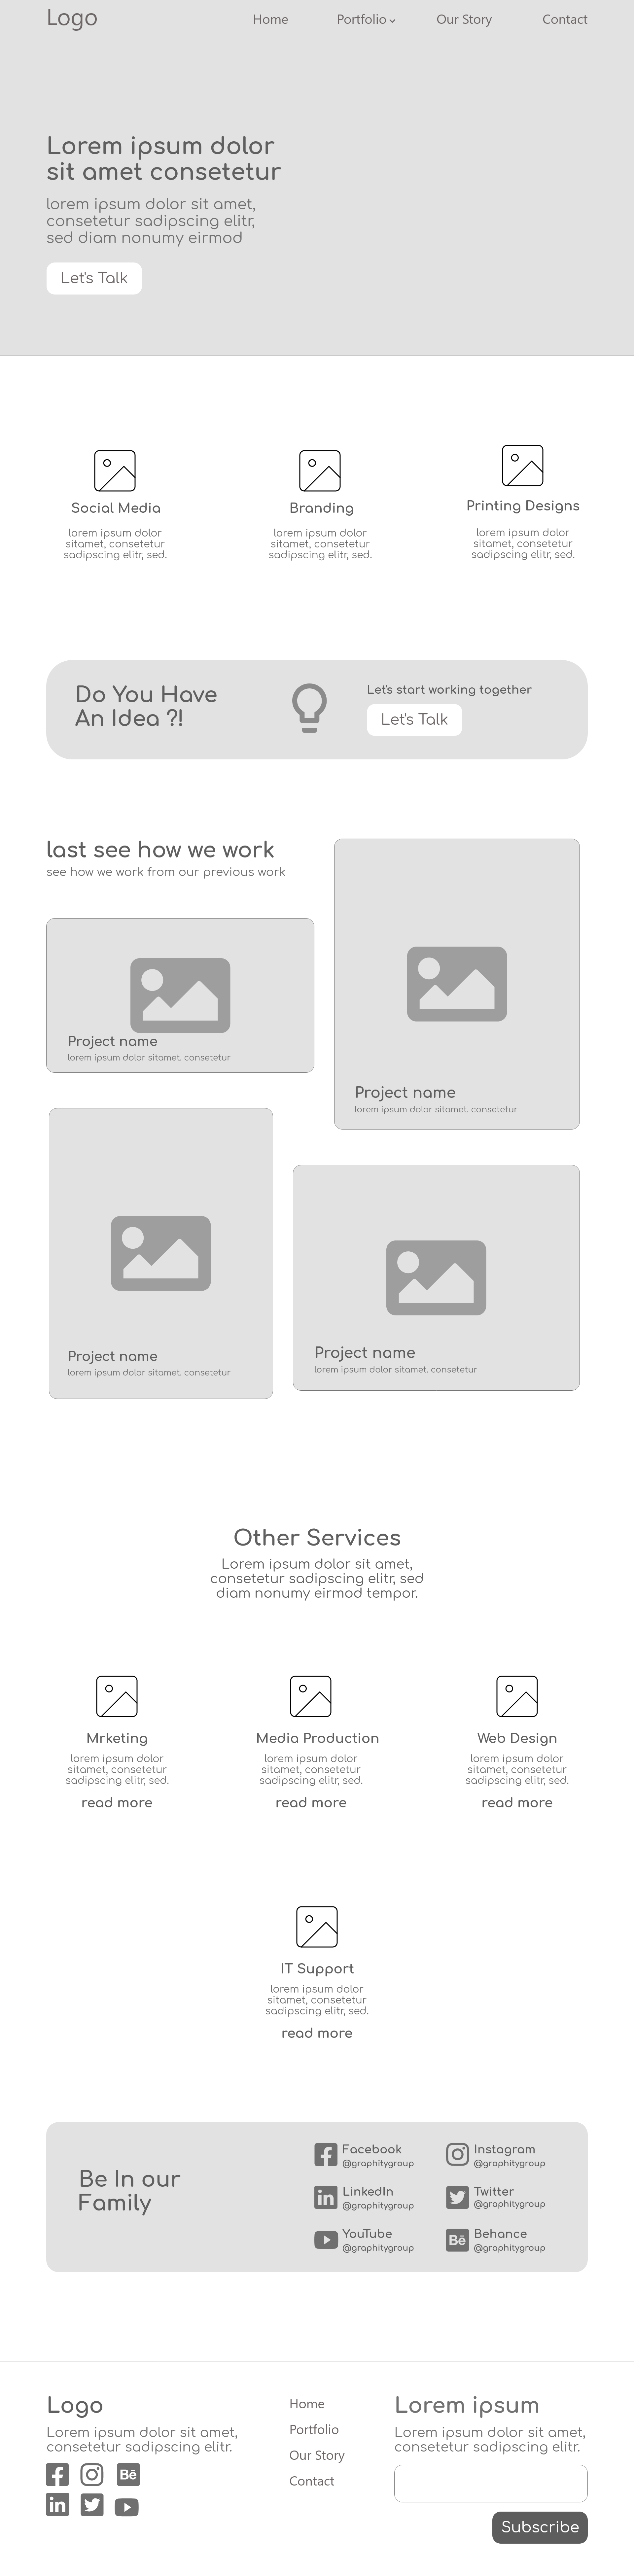 Logo
Home
Portfolio
Our Story
Contact
Lorem ipsum dolor
sit amet consetetur
lorem ipsum dolor sit amet,
consetetur sadipscing elitr,
sed diam nonumy eirmod
Let's Talk
Social Media
lorem ipsum dolor
sitamet, consetetur
sadipscing elitr, sed.
Branding
lorem ipsum dolor
sitamet, consetetur
sadipscing elitr, sed.
Printing Designs
lorem ipsum dolor
sitamet, consetetur
sadipscing elitr, sed.
Do You Have
An Idea ?!
Let's start working together
Let's Talk
last see how we work
see how we work from our previous work
Project name
lorem ipsum dolor sitamet. consetetur
Project name
lorem ipsum dolor sitamet. consetetur
Project name
lorem ipsum dolor sitamet. consetetur
Project name
lorem ipsum dolor sitamet. consetetur
Other Services
Lorem ipsum dolor sit amet,
consetetur sadipscing elitr, sed
diam nonumy eirmod tempor.
Mrketing
lorem ipsum dolor
sitamet, consetetur
sadipscing elitr, sed.
read more
Media Production
lorem ipsum dolor
sitamet, consetetur
sadipscing elitr, sed.
read more
Web Design
lorem ipsum dolor
sitamet, consetetur
sadipscing elitr, sed.
read more
IT Support
lorem ipsum dolor
sitamet, consetetur
sadipscing elitr, sed.
read more
Be In our
Family
Facebook
@graphitygroup
Instagram
@graphitygroup
LinkedIn
@graphitygroup
Twitter
@graphitygroup
YouTube
@graphitygroup
Behance
@graphitygroup
Logo
Lorem ipsum dolor sit amet,
consetetur sadipscing elitr.
Home
Portfolio
Our Story
Contact
Lorem ipsum
Lorem ipsum dolor sit amet,
consetetur sadipscing elitr.
Subscribe